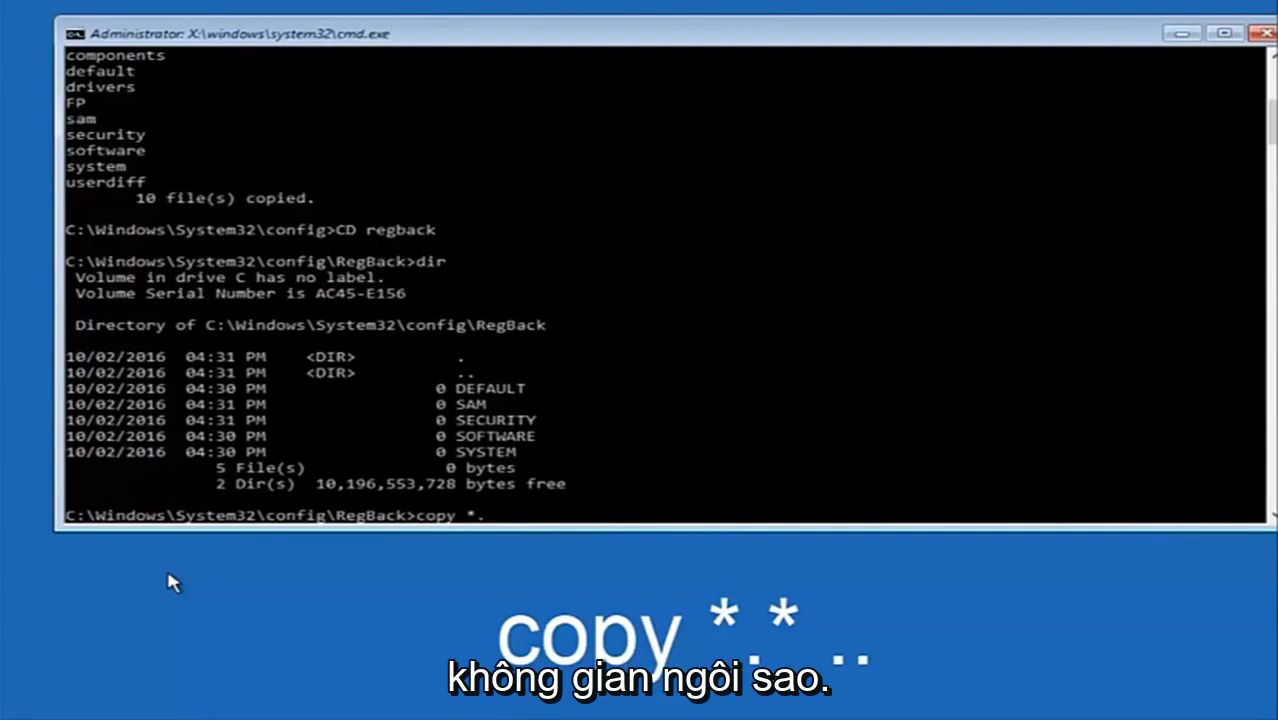 Administrator: X:\windows\system32\cmd.exe
components
default
drivers
FP
sam
security
software
system
userdiff
10 file(s) copied.
C:\Windows\System32\config>CD regback
C:\Windows\System32\config\RegBack>dir
Volume in drive C has no label.
Volume Serial Number is AC45-E156
Directory of C:\Windows\System32\config\RegBack
10/02/2016 04:31 PM <DIR> .
10/02/2016 04:31 PM <DIR> ..
10/02/2016 04:30 PM 0 DEFAULT
10/02/2016 04:31 PM 0 SAM
10/02/2016 04:31 PM 0 SECURITY
10/02/2016 04:30 PM 0 SOFTWARE
10/02/2016 04:30 PM 0 SYSTEM
5 File(s) 0 bytes
2 Dir(s) 10,196,553,728 bytes free
C:\Windows\System32\config\RegBack>copy *.
copy *.* ..
không gian ngôi sao.